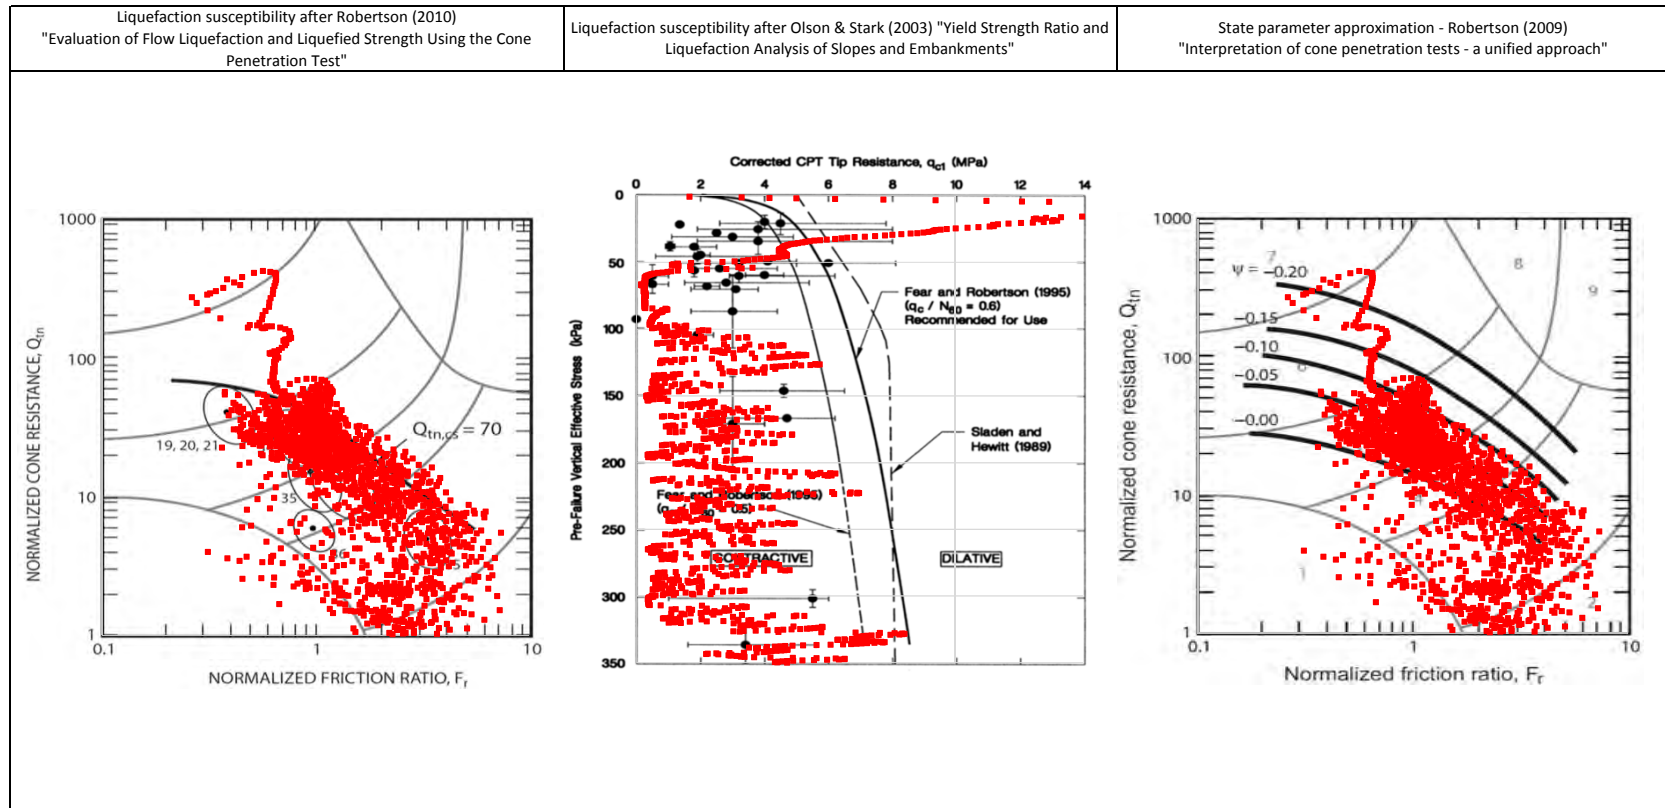 Liquefaction susceptibility after Robertson (2010)
"Evaluation of Flow Liquefaction and Liquefied Strength Using the Cone
Penetration Test"
Liquefaction susceptibility after Olson & Stark (2003) "Yield Strength Ratio and
Liquefaction Analysis of Slopes and Embankments"
State parameter approximation - Robertson (2009)
"Interpretation of cone penetration tests - a unified approach"
NORMALIZED CONE RESISTANCE, Qtn
1000
100
10
1
0.1
1
10
NORMALIZED FRICTION RATIO, Fr
19, 20, 21
35
36
Qtn,cs = 70
Corrected CPT Tip Resistance, qc1 (MPa)
0 2 4 6 8 10 12 14
Pre-Failure Vertical Effective Stress (kPa)
0
50
100
150
200
250
300
350
Fear and Robertson (1995)
(qc / N60 = 0.6)
Recommended for Use
Sladen and
Hewitt (1989)
Fear and Robertson (1995)
CONTRACTIVE
DILATIVE
Normalized cone resistance, Qtn
1000
100
10
1
0.1
1
10
Normalized friction ratio, Fr
ψ = -0.20
-0.15
-0.10
-0.05
-0.00
7
8
9
6
4
1
2